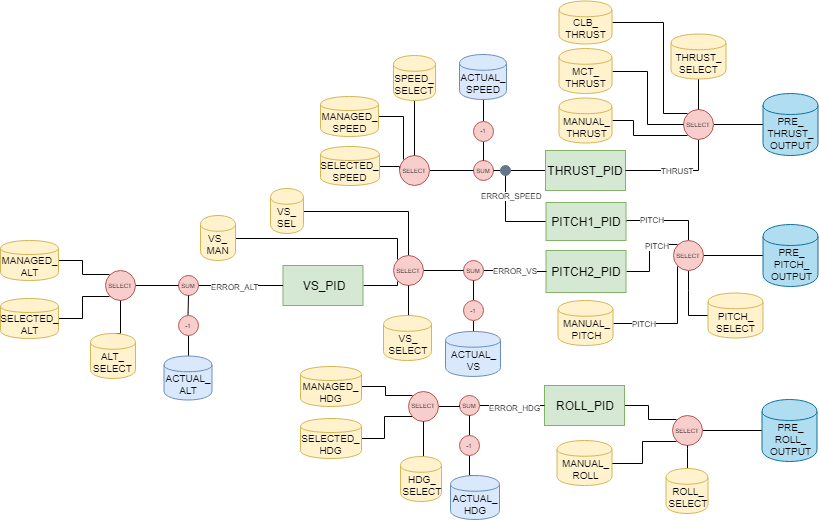 CLB_
THRUST
THRUST_
SELECT
MCT_
THRUST
MANUAL_
THRUST
SELECT
PRE_
THRUST_
OUTPUT
SPEED_
SELECT
ACTUAL_
SPEED
MANAGED_
SPEED
-1
SELECTED_
SPEED
SELECT
SUM
THRUST_PID
THRUST
ERROR_SPEED
PITCH1_PID
PITCH
PITCH
SELECT
PRE_
PITCH_
OUTPUT
VS_
SEL
VS_
MAN
MANAGED_
ALT
SELECT
SUM
ERROR_ALT
VS_PID
SELECT
SUM
ERROR_VS
PITCH2_PID
SELECTED_
ALT
-1
ALT_
SELECT
ACTUAL_
ALT
VS_
SELECT
-1
ACTUAL_
VS
MANUAL_
PITCH
PITCH
PITCH_
SELECT
MANAGED_
HDG
SELECT
SUM
ERROR_HDG
ROLL_PID
SELECTED_
HDG
-1
SELECT
PRE_
ROLL_
OUTPUT
HDG_
SELECT
ACTUAL_
HDG
MANUAL_
ROLL
ROLL_
SELECT